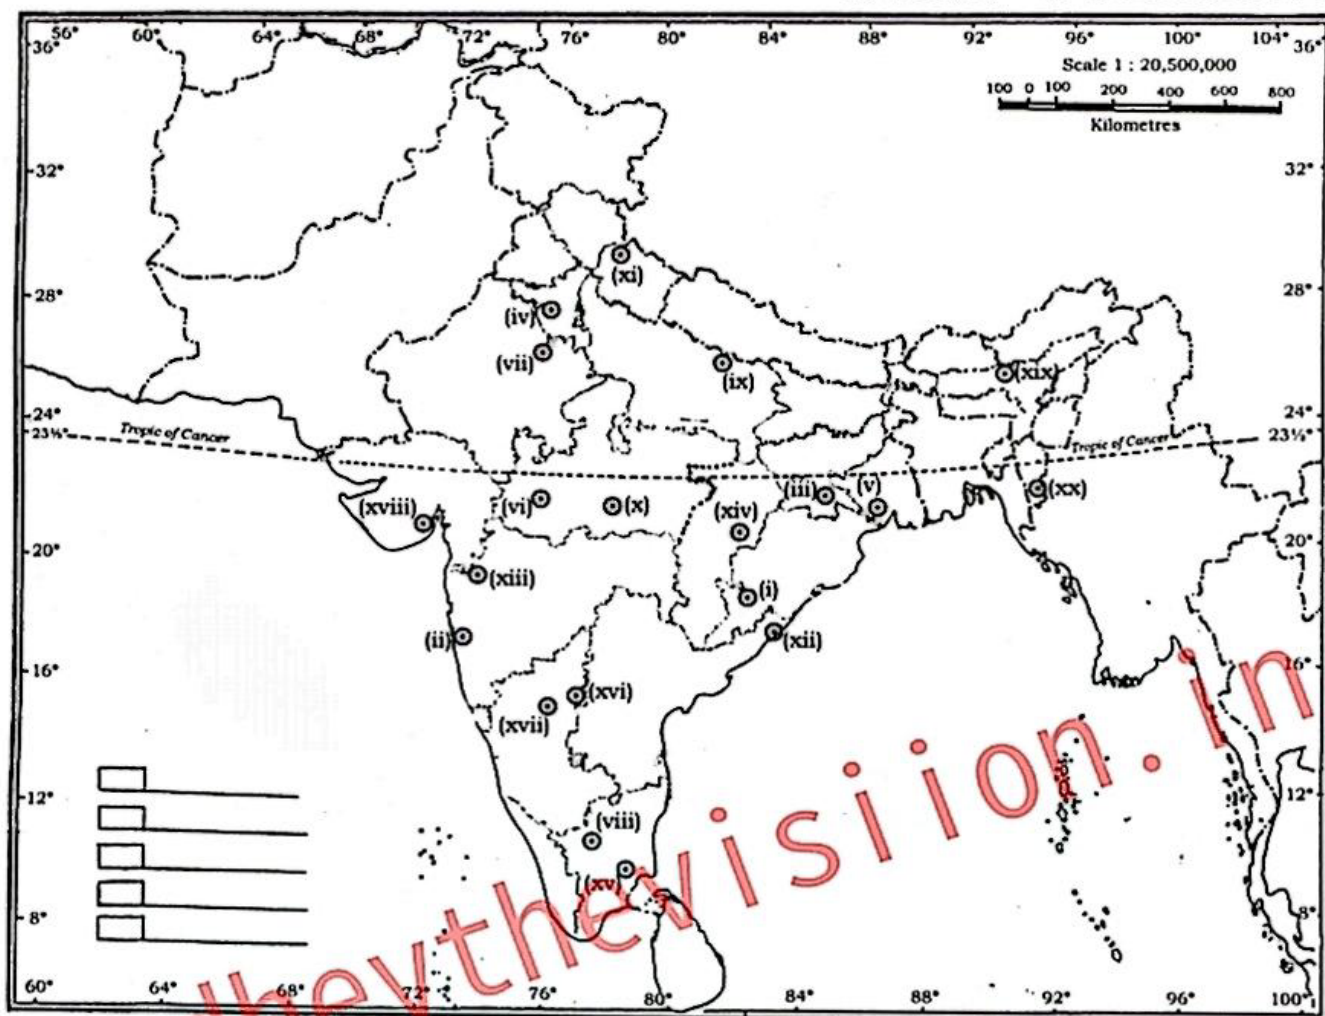 56° 60° 64° 68° 72° 76° 80 84° 88° 92° 96° 100° 104° 36°
36°
Scale 1 : 20,500,000
100 0 100 200 400 600 800
Kilometres
32° 32°
(xi)
28° 28°
(iv)
(vii)
(ix) (xix)
24° 24°
23½° Tropic of Cancer Tropic of Cancer 23½°
(xviii) (vi) (x) (xiv) (iii) (v) (xx)
20° 20°
(xiii) (i)
(ii) (xii)
16° 16°
(xvi)
(xvii)
12° 12°
(viii)
(xv)
8° 8°
heythevisiion.in
60° 64° 68° 72° 76° 80° 84° 88° 92° 96° 100°